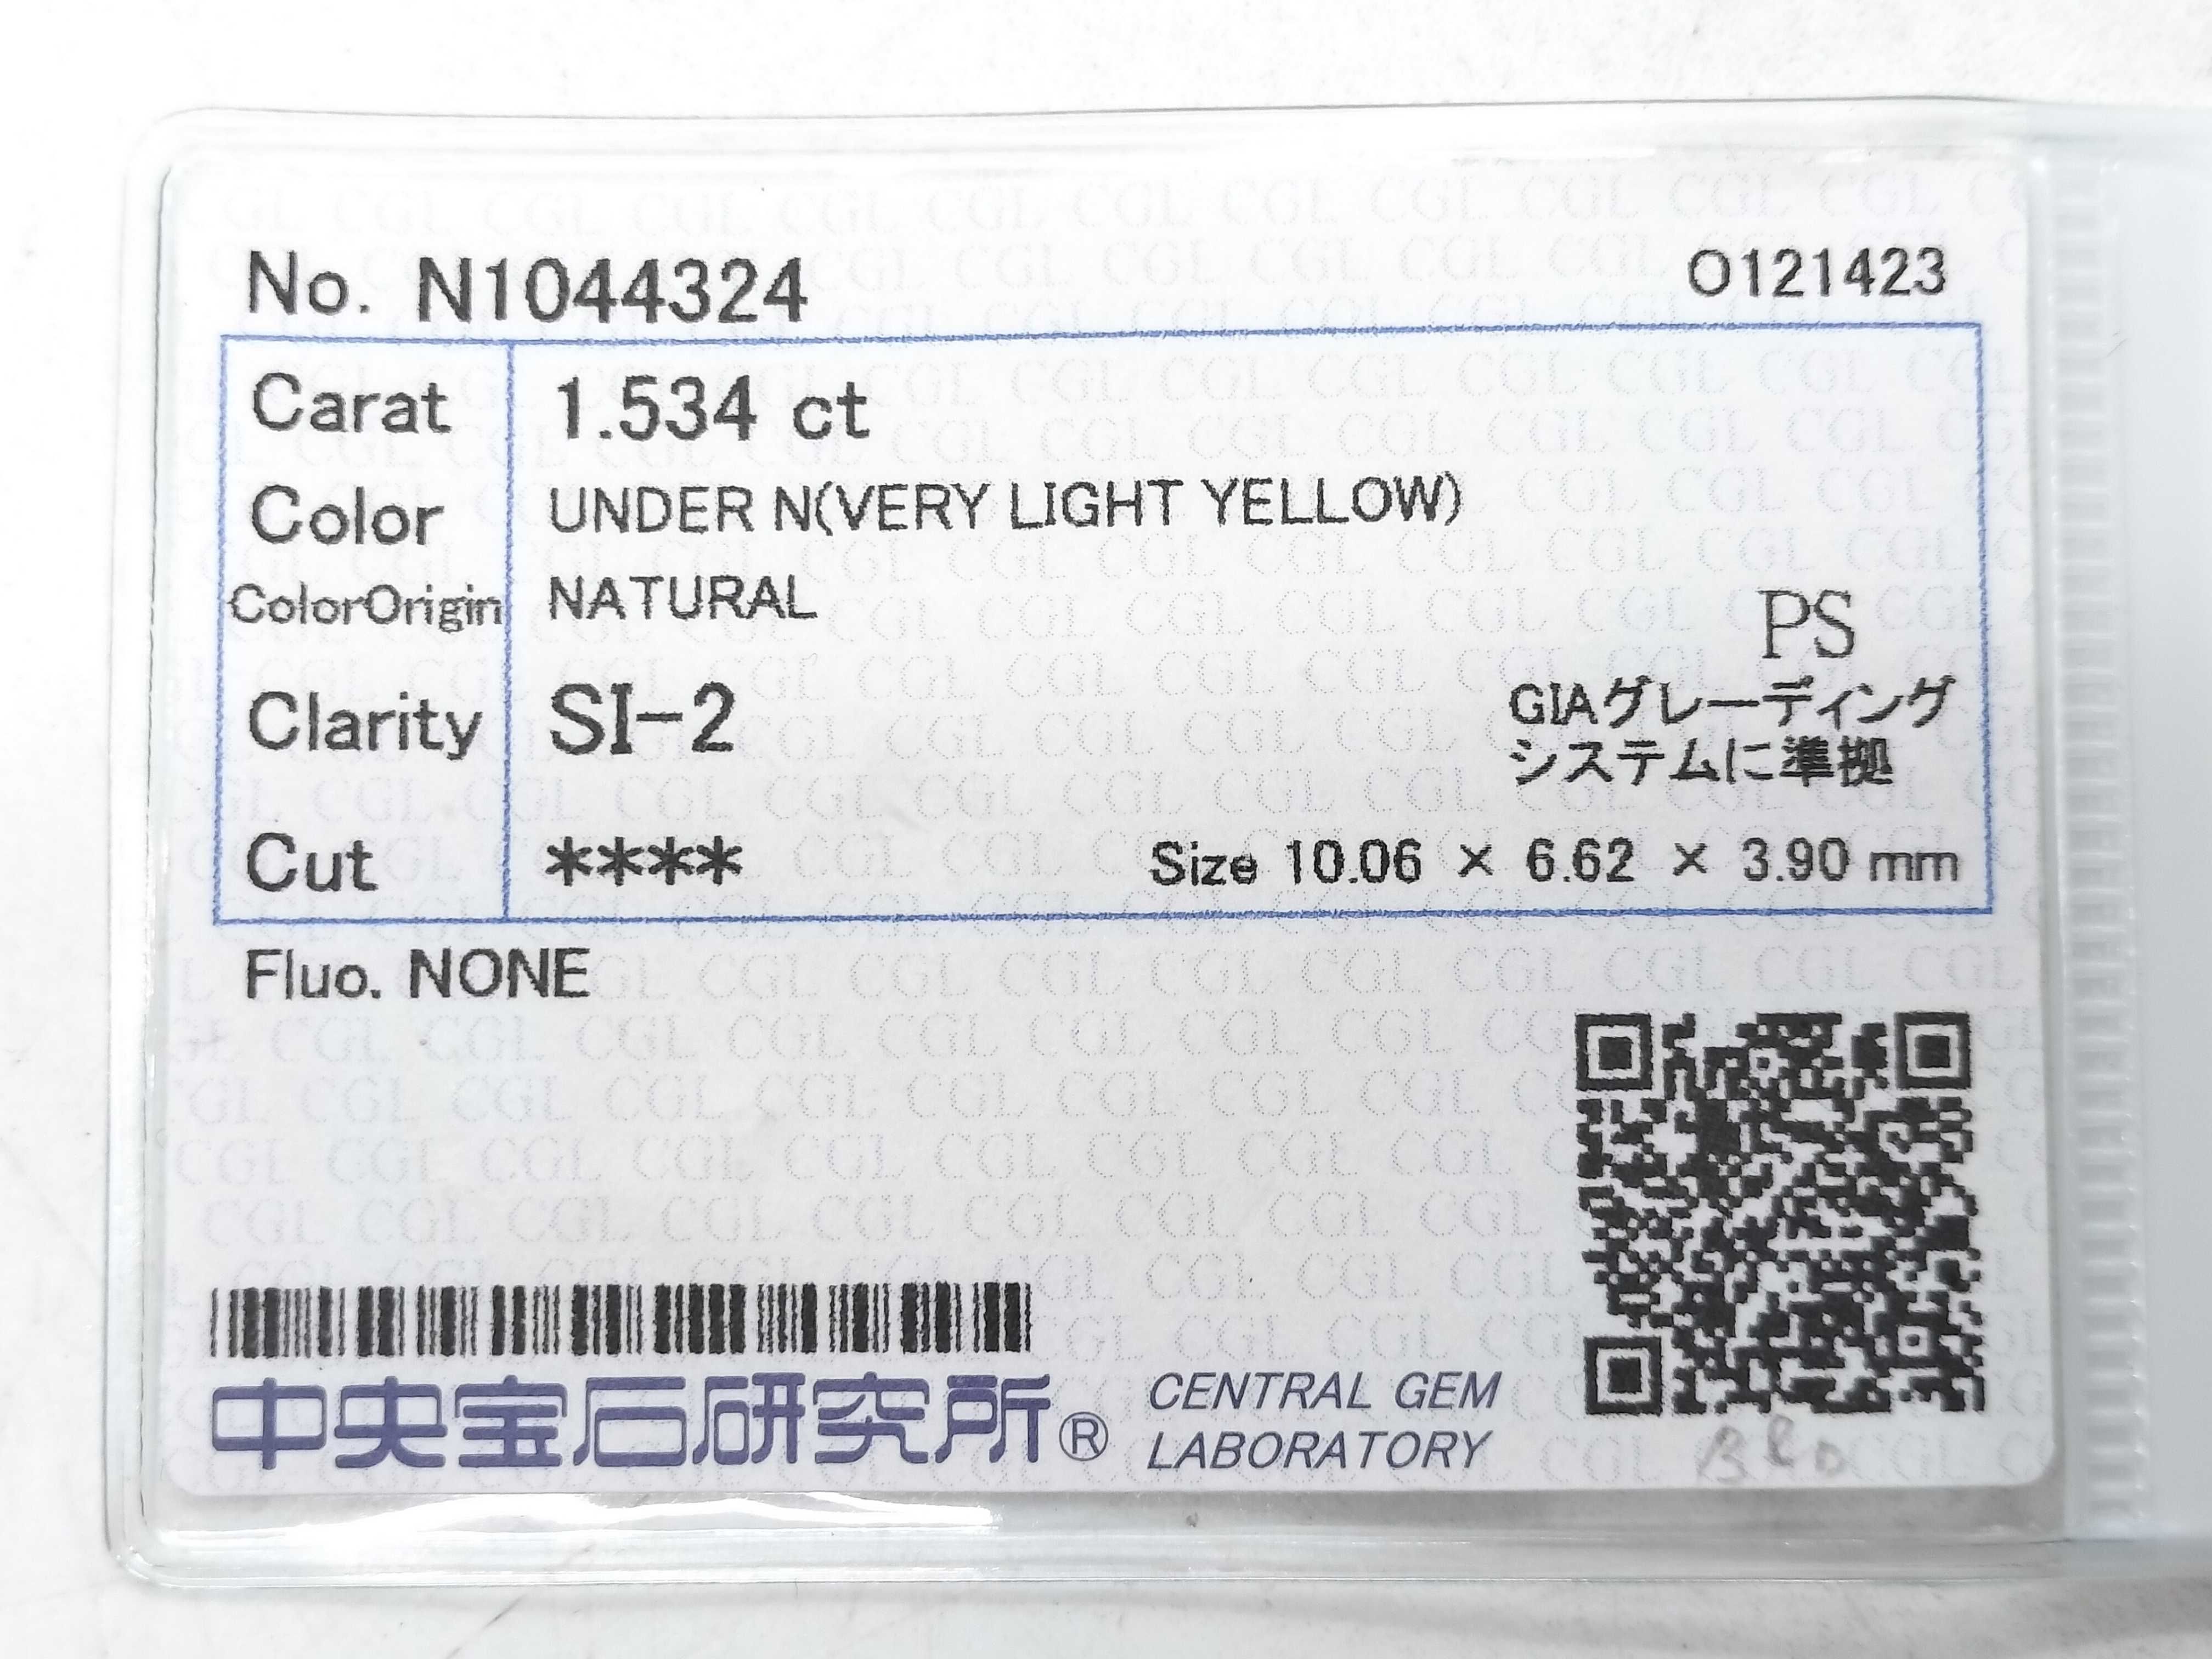 No. N1044324 O121423
Carat 1.534 ct
Color UNDER N(VERY LIGHT YELLOW)
ColorOrigin NATURAL
PS
Clarity SI-2
GIAグレーディング
システムに準拠
Cut **** Size 10.06 × 6.62 × 3.90 mm
Fluo. NONE
中央宝石研究所® CENTRAL GEM
LABORATORY